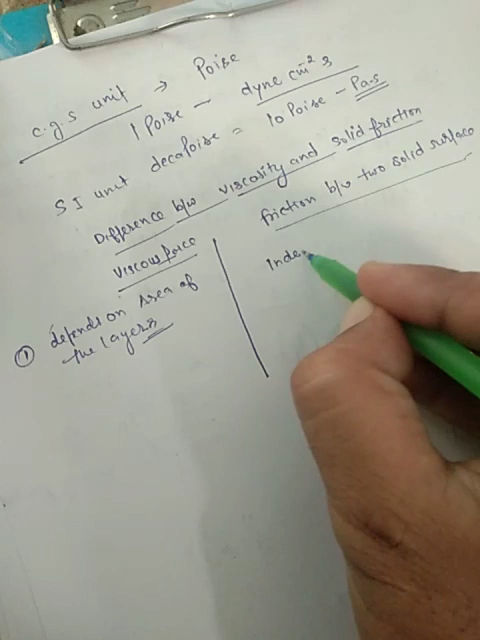 c.g.s unit → Poise
1 Poise - dyne cm⁻² s
SI unit decapoise = 10 Poise - Pa.s
Difference b/w viscosity and solid friction
Viscous force
friction b/w two solid surface
① depends on Area of
the layers
Inde